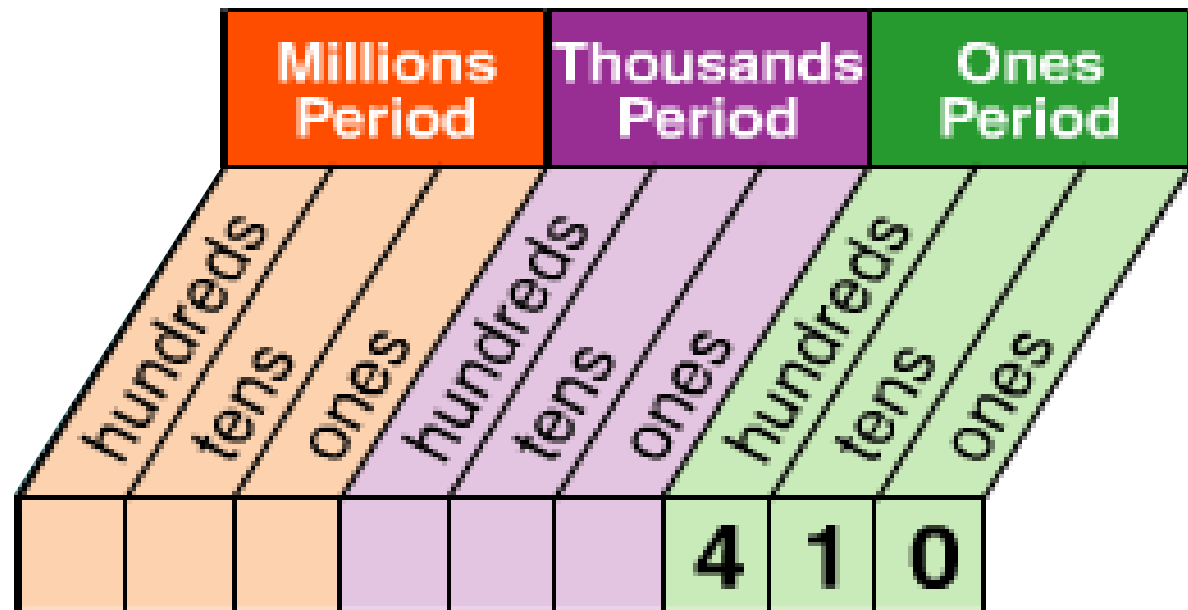 Millions Period
Thousands Period
Ones Period
hundreds
tens
ones
hundreds
tens
ones
hundreds
tens
ones
4 1 0